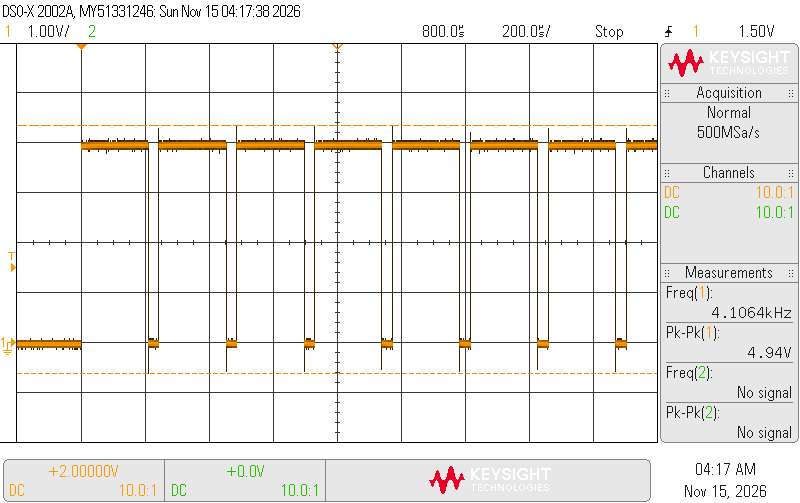 DSO-X 2002A, MY51331246: Sun Nov 15 04:17:38 2026
1 1.00V/ 2 800.0s 200.0s/ Stop 1 1.50V
KEYSIGHT
TECHNOLOGIES
Acquisition
Normal
500MSa/s
Channels
DC 10.0:1
DC 10.0:1
Measurements
Freq(1):
4.1064kHz
Pk-Pk(1):
4.94V
Freq(2):
No signal
Pk-Pk(2):
No signal
T
1
+2.00000V
DC 10.0:1
+0.0V
DC 10.0:1
KEYSIGHT
TECHNOLOGIES
04:17 AM
Nov 15, 2026